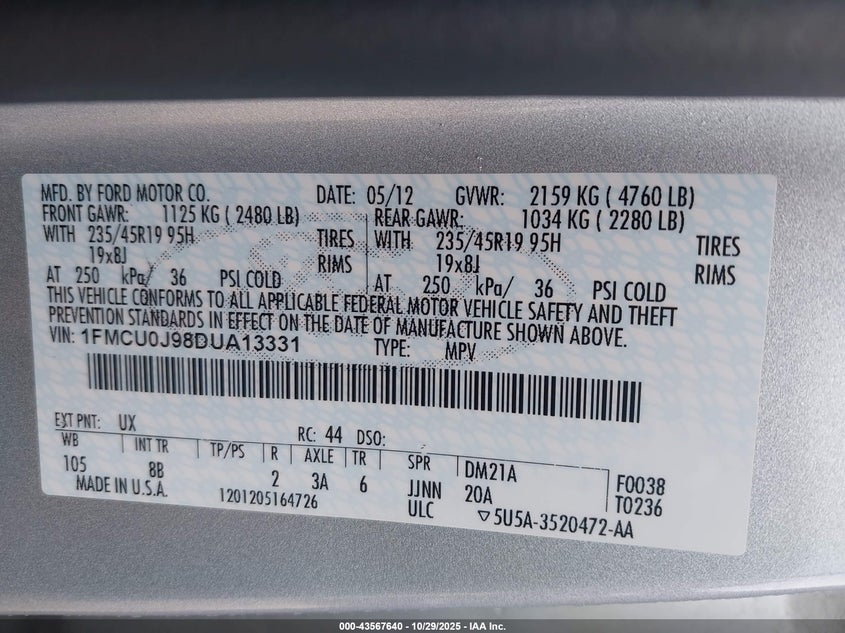 MFD. BY FORD MOTOR CO. DATE: 05/12 GVWR: 2159 KG ( 4760 LB)
FRONT GAWR: 1125 KG ( 2480 LB) REAR GAWR: 1034 KG ( 2280 LB)
WITH 235/45R19 95H TIRES WITH 235/45R19 95H TIRES
19x8J RIMS 19x8J RIMS
AT 250 kPa/ 36 PSI COLD AT 250 kPa/ 36 PSI COLD
THIS VEHICLE CONFORMS TO ALL APPLICABLE FEDERAL MOTOR VEHICLE SAFETY AND THEFT
PREVENTION STANDARDS IN EFFECT ON THE DATE OF MANUFACTURE SHOWN ABOVE.
VIN: 1FMCU0J98DUA13331 TYPE: MPV
EXT PNT: UX RC: 44 DSO:
WB INT TR TP/PS R AXLE TR SPR DM21A F0038
105 8B 2 3A 6 JJNN 20A T0236
MADE IN U.S.A. 1201205164726 ULC ▽5U5A-3520472-AA
000-43567640 - 10/29/2025 - IAA Inc.